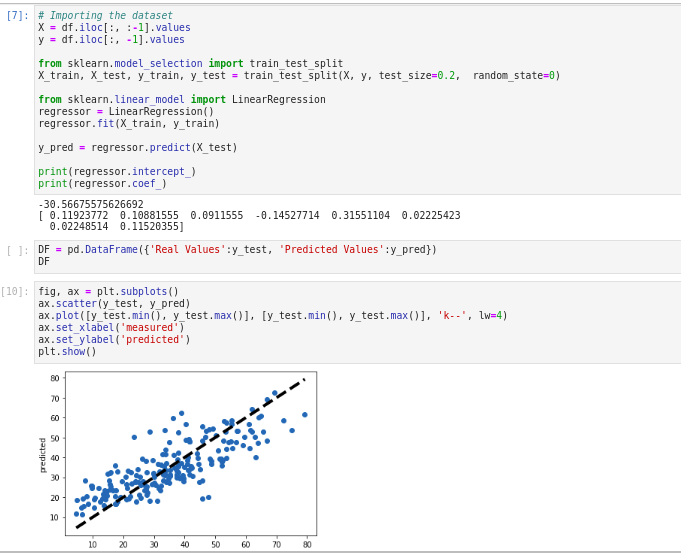 [7]: # Importing the dataset
X = df.iloc[:, :-1].values
y = df.iloc[:, -1].values
from sklearn.model_selection import train_test_split
X_train, X_test, y_train, y_test = train_test_split(X, y, test_size=0.2,  random_state=0)
from sklearn.linear_model import LinearRegression
regressor = LinearRegression()
regressor.fit(X_train, y_train)
y_pred = regressor.predict(X_test)
print(regressor.intercept_)
print(regressor.coef_)
-30.56675575626692
[ 0.11923772  0.10881555  0.0911555  -0.14527714  0.31551104  0.02225423
  0.02248514  0.11520355]
[ ]: DF = pd.DataFrame({'Real Values':y_test, 'Predicted Values':y_pred})
DF
[10]: fig, ax = plt.subplots()
ax.scatter(y_test, y_pred)
ax.plot([y_test.min(), y_test.max()], [y_test.min(), y_test.max()], 'k--', lw=4)
ax.set_xlabel('measured')
ax.set_ylabel('predicted')
plt.show()
80
70
60
50
40
30
20
10
predicted
10 20 30 40 50 60 70 80